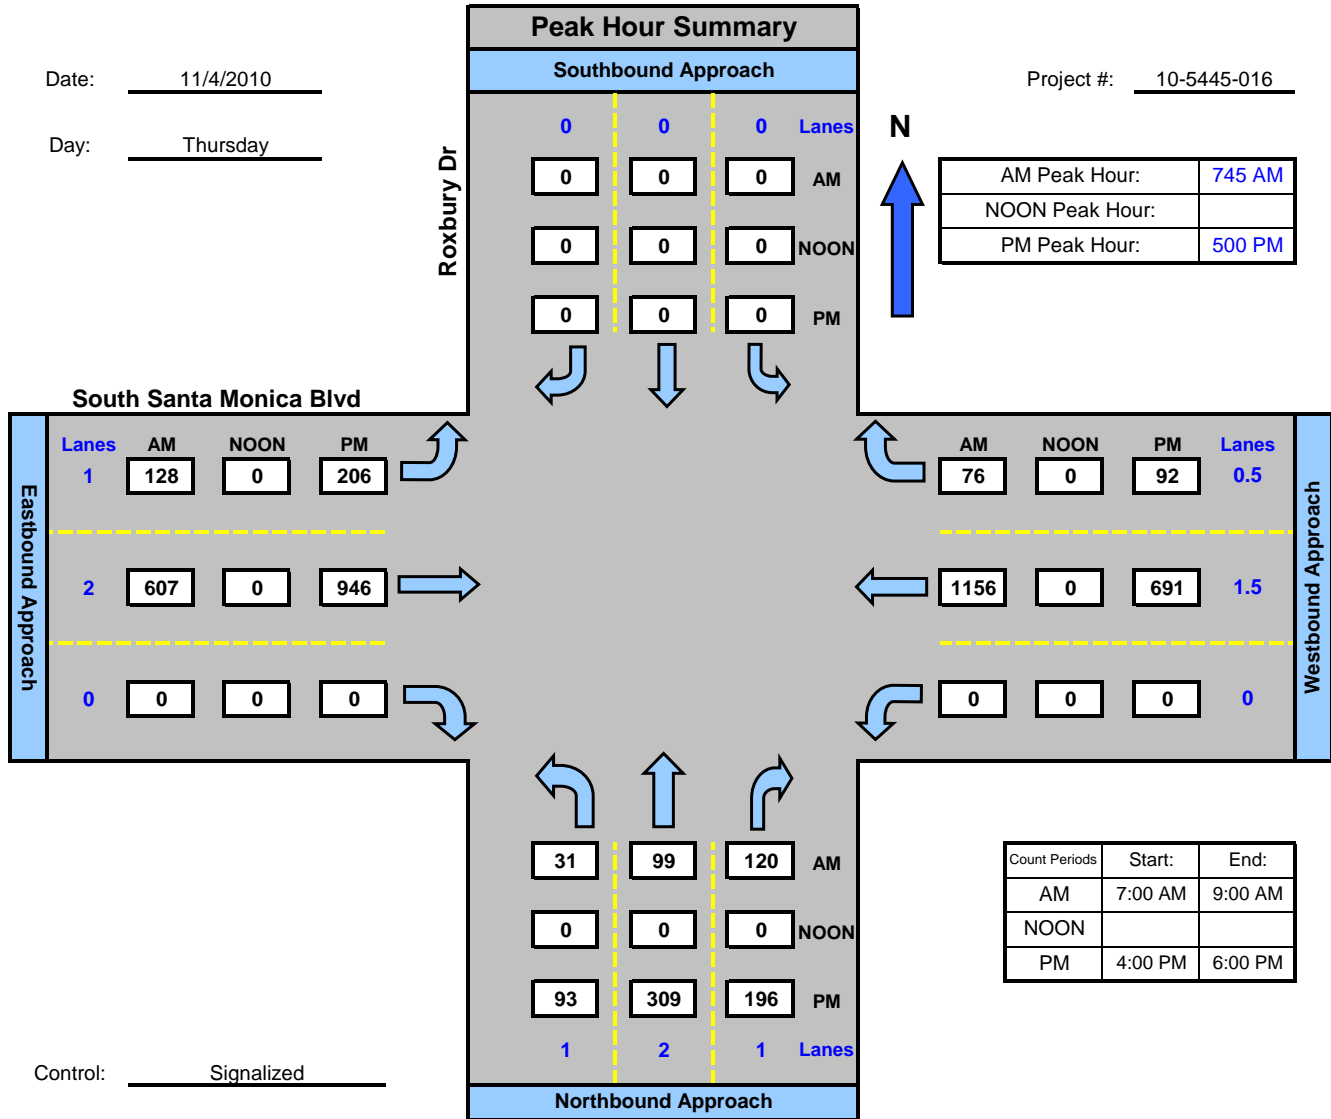 Peak Hour Summary
Southbound Approach
Date: 11/4/2010
Project #: 10-5445-016
Day: Thursday
0 0 0 Lanes
N
Roxbury Dr
0 0 0 AM
0 0 0 NOON
0 0 0 PM
AM Peak Hour: 745 AM
NOON Peak Hour:
PM Peak Hour: 500 PM
South Santa Monica Blvd
Eastbound Approach
Lanes AM NOON PM
1 128 0 206
2 607 0 946
0 0 0 0
AM NOON PM Lanes
76 0 92 0.5
1156 0 691 1.5
0 0 0 0
Westbound Approach
31 99 120 AM
0 0 0 NOON
93 309 196 PM
1 2 1 Lanes
Northbound Approach
Count Periods Start: End:
AM 7:00 AM 9:00 AM
NOON
PM 4:00 PM 6:00 PM
Control: Signalized